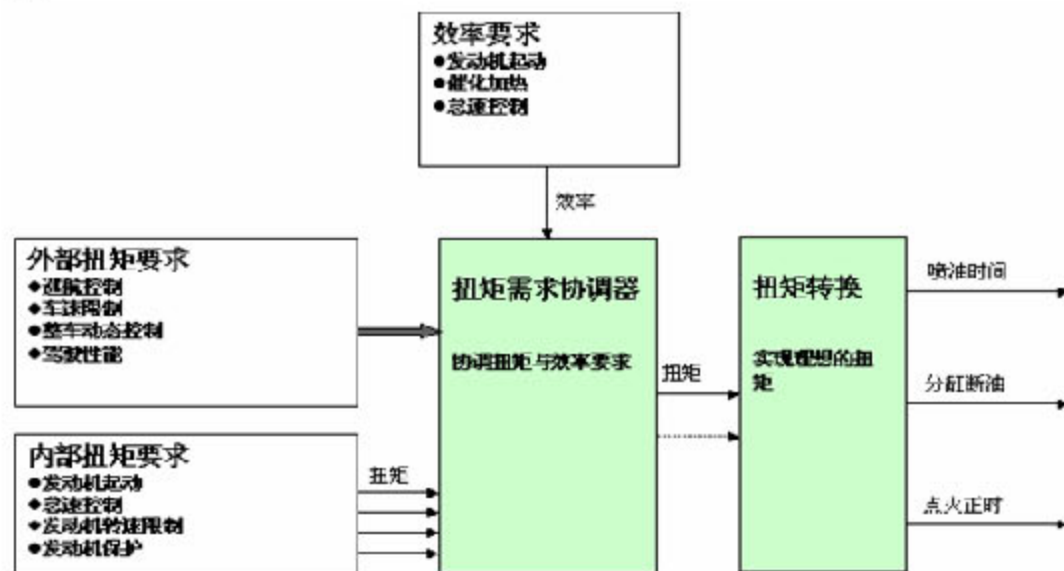 效率要求
●发动机起动
●催化加热
●怠速控制
效率
外部扭矩要求
◆巡航控制
◆车速限制
◆整车动态控制
◆驾驶性能
内部扭矩要求
●发动机起动
◆怠速控制
◆发动机转速限制
●发动机保护
扭矩
扭矩需求协调器
协调扭矩与效率要求
扭矩
扭矩转换
实现理想的扭
矩
喷油时间
分缸断油
点火正时